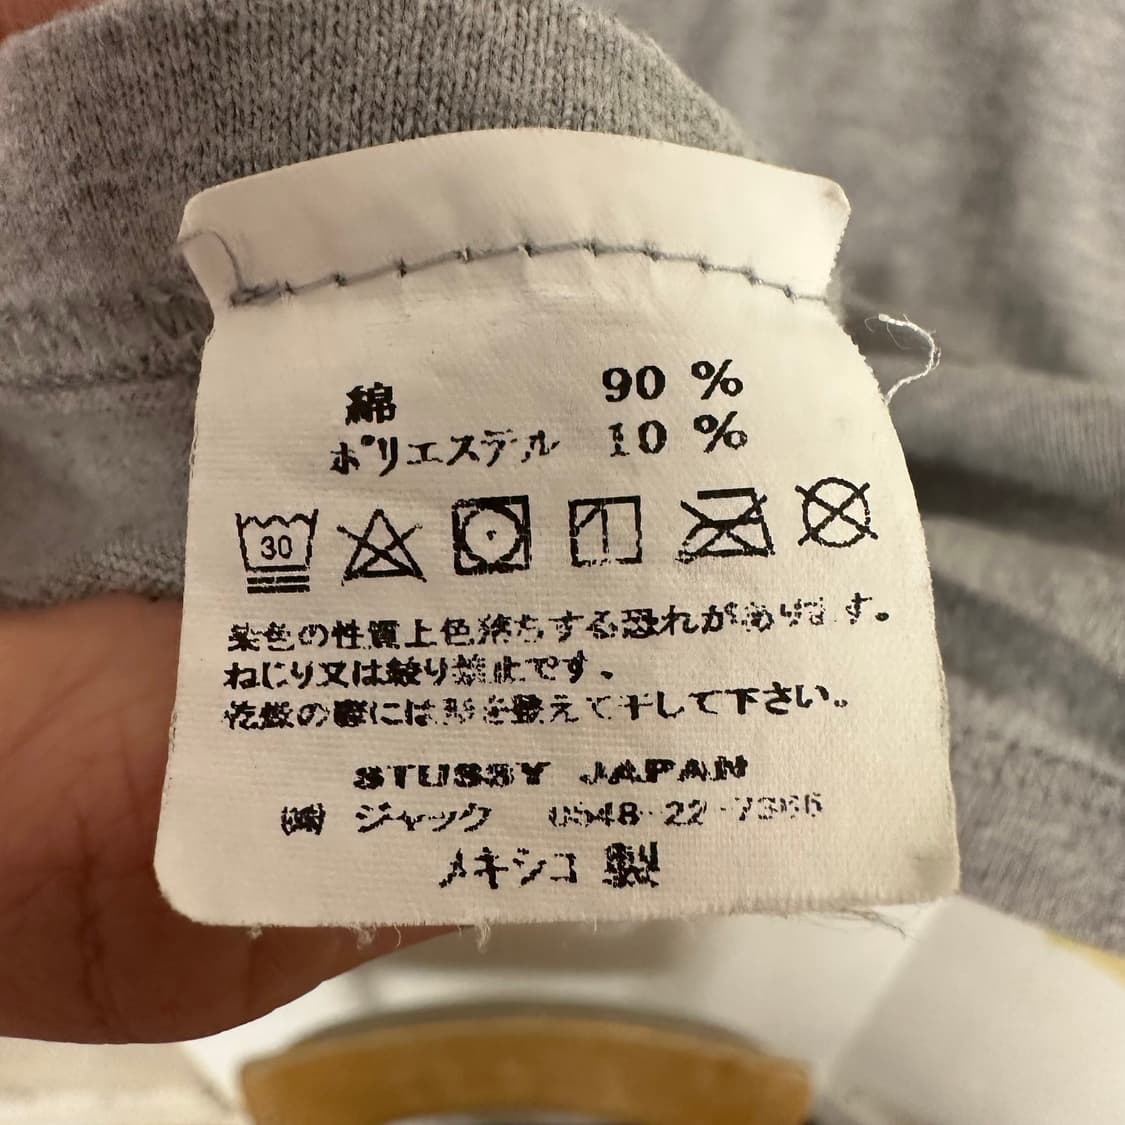 綿 90 %
ポリエステル 10 %
30
染色の性質上色落ちする恐れがあります。
ねじり又は絞り禁止です。
乾燥の際には形を整えて干して下さい。
STUSSY JAPAN
ジャック 0548-22-7365
メキシコ 製